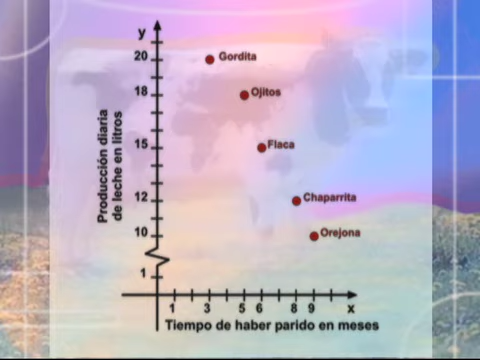 y
20
Gordita
18
Ojitos
15
Flaca
12
Chaparrita
10
Orejona
1
Producción diaria
de leche en litros
1 3 5 6 8 9 x
Tiempo de haber parido en meses